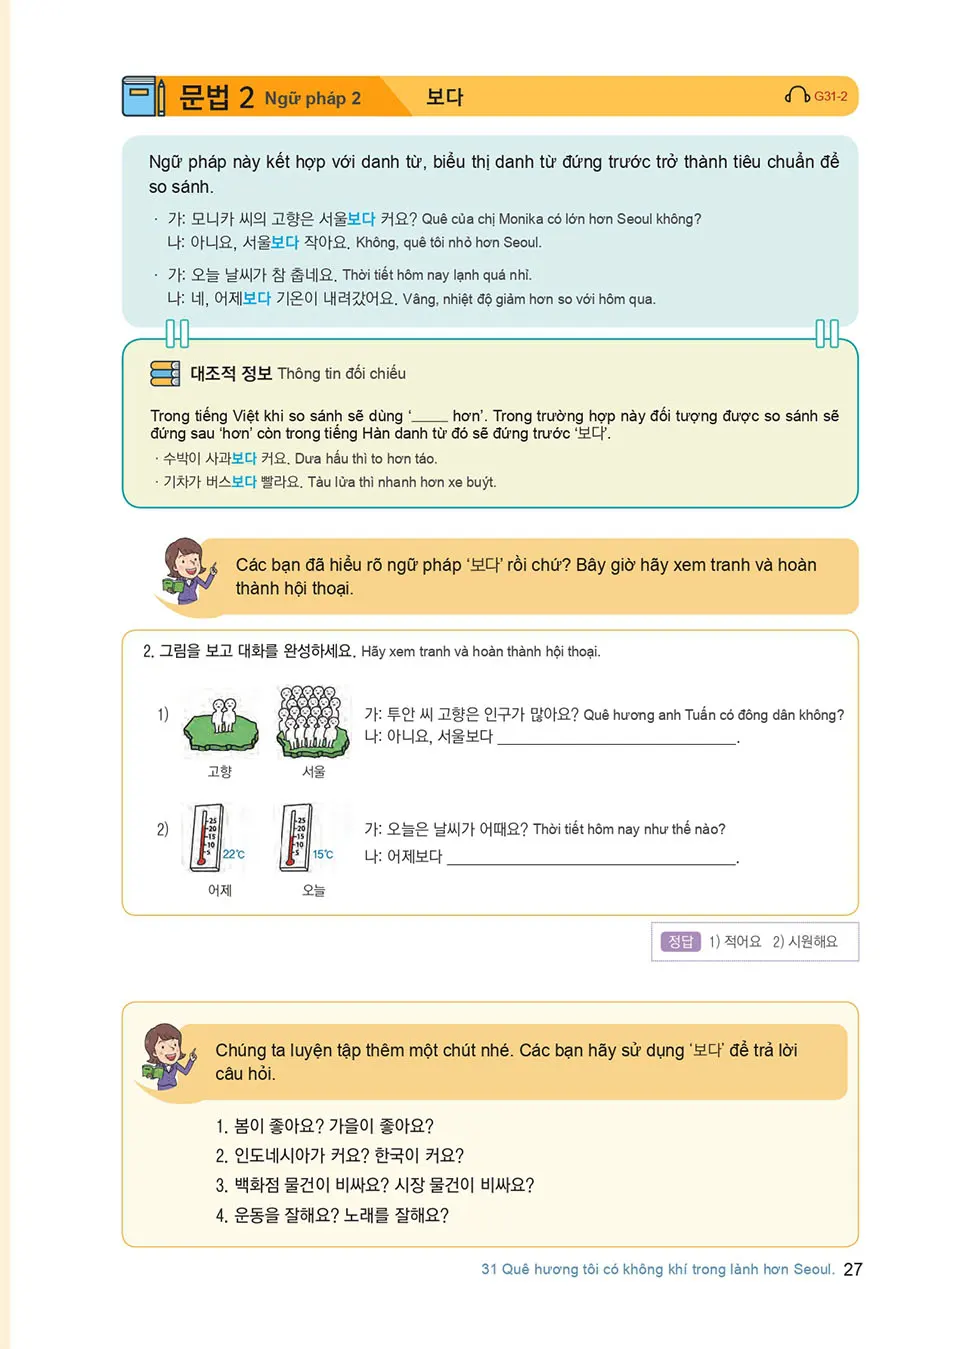 문법 2 Ngữ pháp 2 보다 G31-2
Ngữ pháp này kết hợp với danh từ, biểu thị danh từ đứng trước trở thành tiêu chuẩn để
so sánh.
· 가: 모니카 씨의 고향은 서울보다 커요? Quê của chị Monika có lớn hơn Seoul không?
나: 아니요, 서울보다 작아요. Không, quê tôi nhỏ hơn Seoul.
· 가: 오늘 날씨가 참 춥네요. Thời tiết hôm nay lạnh quá nhỉ.
나: 네, 어제보다 기온이 내려갔어요. Vâng, nhiệt độ giảm hơn so với hôm qua.
대조적 정보 Thông tin đối chiếu
Trong tiếng Việt khi so sánh sẽ dùng ‘____ hơn’. Trong trường hợp này đối tượng được so sánh sẽ
đứng sau ‘hơn’ còn trong tiếng Hàn danh từ đó sẽ đứng trước ‘보다’.
· 수박이 사과보다 커요. Dưa hấu thì to hơn táo.
· 기차가 버스보다 빨라요. Tàu lửa thì nhanh hơn xe buýt.
Các bạn đã hiểu rõ ngữ pháp ‘보다’ rồi chứ? Bây giờ hãy xem tranh và hoàn
thành hội thoại.
2. 그림을 보고 대화를 완성하세요. Hãy xem tranh và hoàn thành hội thoại.
1)
고향 서울
가: 투안 씨 고향은 인구가 많아요? Quê hương anh Tuấn có đông dân không?
나: 아니요, 서울보다 ____________________.
2)
25
20
15
10
5
22℃
25
20
15
10
5
15℃
어제 오늘
가: 오늘은 날씨가 어때요? Thời tiết hôm nay như thế nào?
나: 어제보다 ____________________.
정답 1) 적어요 2) 시원해요
Chúng ta luyện tập thêm một chút nhé. Các bạn hãy sử dụng ‘보다’ để trả lời
câu hỏi.
1. 봄이 좋아요? 가을이 좋아요?
2. 인도네시아가 커요? 한국이 커요?
3. 백화점 물건이 비싸요? 시장 물건이 비싸요?
4. 운동을 잘해요? 노래를 잘해요?
31 Quê hương tôi có không khí trong lành hơn Seoul. 27